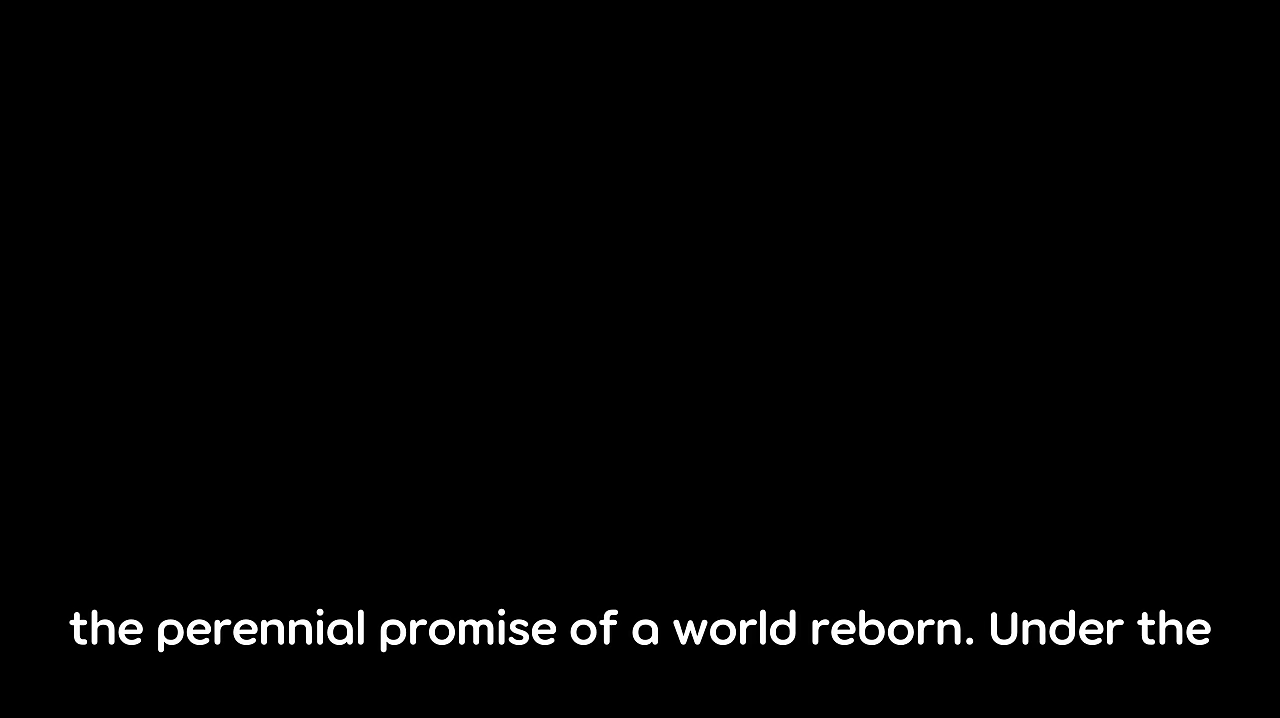 the perennial promise of a world reborn. Under the